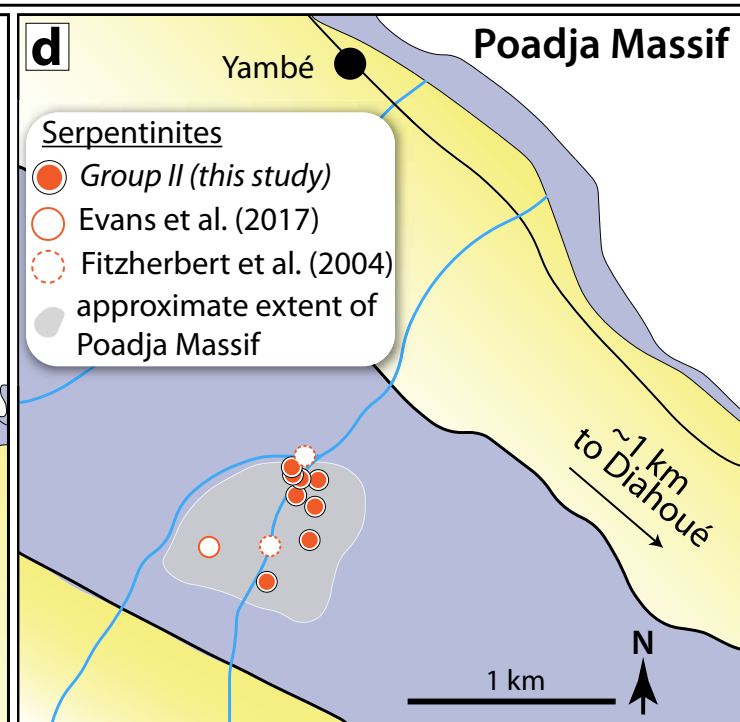 d
Poadja Massif
Yambé
Serpentinites
Group II (this study)
Evans et al. (2017)
Fitzherbert et al. (2004)
approximate extent of
Poadja Massif
~1 km
to Diahoué
N
1 km